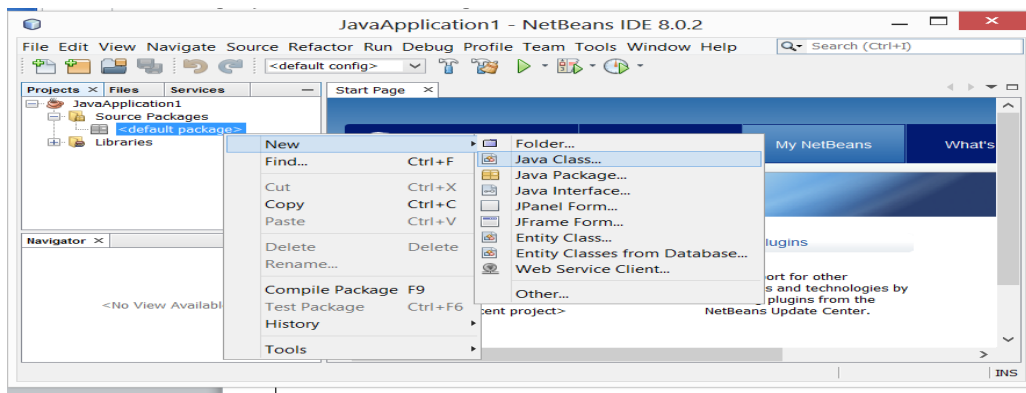 JavaApplication1 - NetBeans IDE 8.0.2
File Edit View Navigate Source Refactor Run Debug Profile Team Tools Window Help
Search (Ctrl+I)
<default config>
Projects Files Services
Start Page
JavaApplication1
Source Packages
<default package>
Libraries
New
Find... Ctrl+F
Cut Ctrl+X
Copy Ctrl+C
Paste Ctrl+V
Delete Delete
Rename...
Compile Package F9
Test Package Ctrl+F6
History
Tools
Folder...
Java Class...
Java Package...
Java Interface...
JPanel Form...
JFrame Form...
Entity Class...
Entity Classes from Database...
Web Service Client...
Other...
My NetBeans
What's
lugins
ort for other
s and technologies by
plugins from the
NetBeans Update Center.
cent project>
Navigator
<No View Availabl
INS